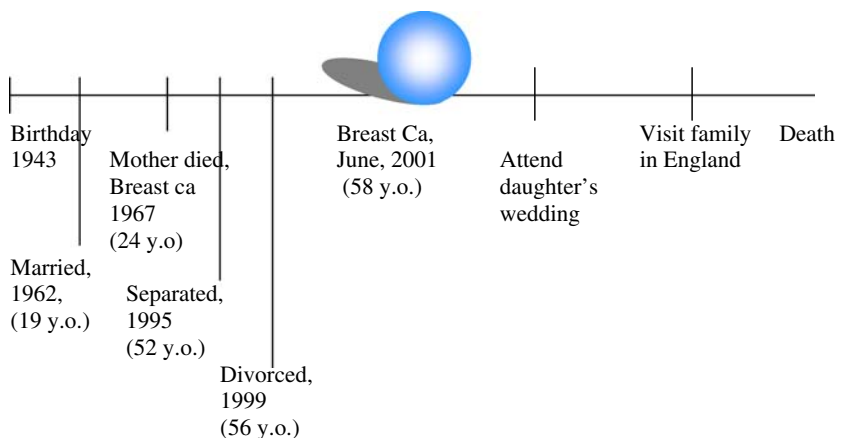 Birthday
1943
Married,
1962,
(19 y.o.)
Mother died,
Breast ca
1967
(24 y.o)
Separated,
1995
(52 y.o.)
Divorced,
1999
(56 y.o.)
Breast Ca,
June, 2001
(58 y.o.)
Attend
daughter's
wedding
Visit family
in England
Death